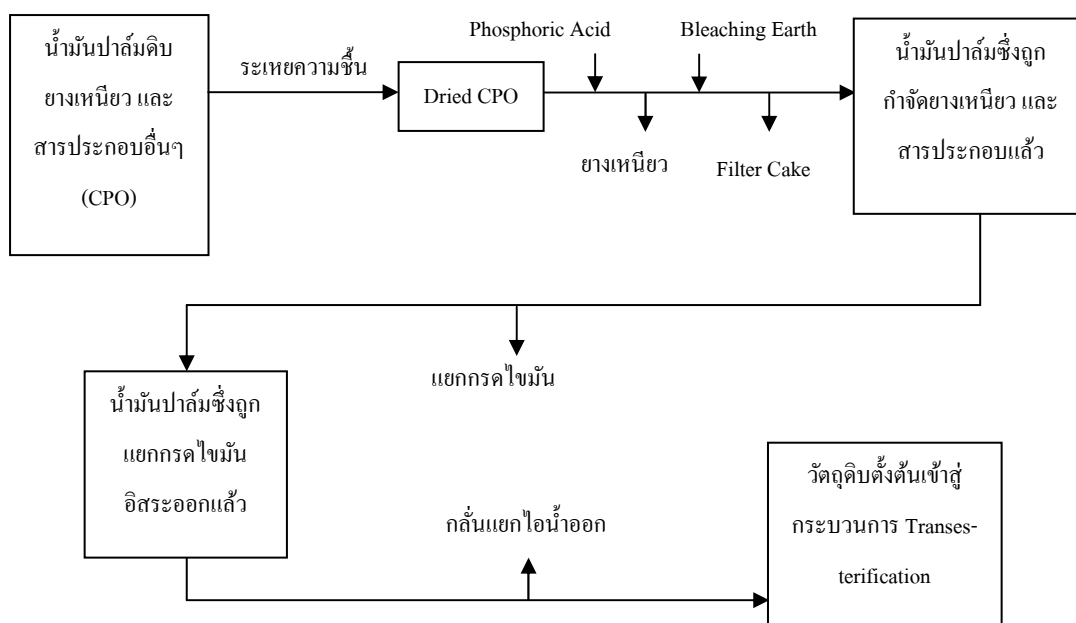 น้ำมันปาล์มดิบ
ยางเหนียว และ
สารประกอบอื่นๆ
(CPO)
ระเหยความชื้น
Dried CPO
Phosphoric Acid
Bleaching Earth
ยางเหนียว
Filter Cake
น้ำมันปาล์มซึ่งถูก
กำจัดยางเหนียว และ
สารประกอบแล้ว
แยกกรดไขมัน
น้ำมันปาล์มซึ่งถูก
แยกกรดไขมัน
อิสระออกแล้ว
กลั่นแยกไอน้ำออก
วัตถุดิบตั้งต้นเข้าสู่
กระบวนการ Transes-
terification